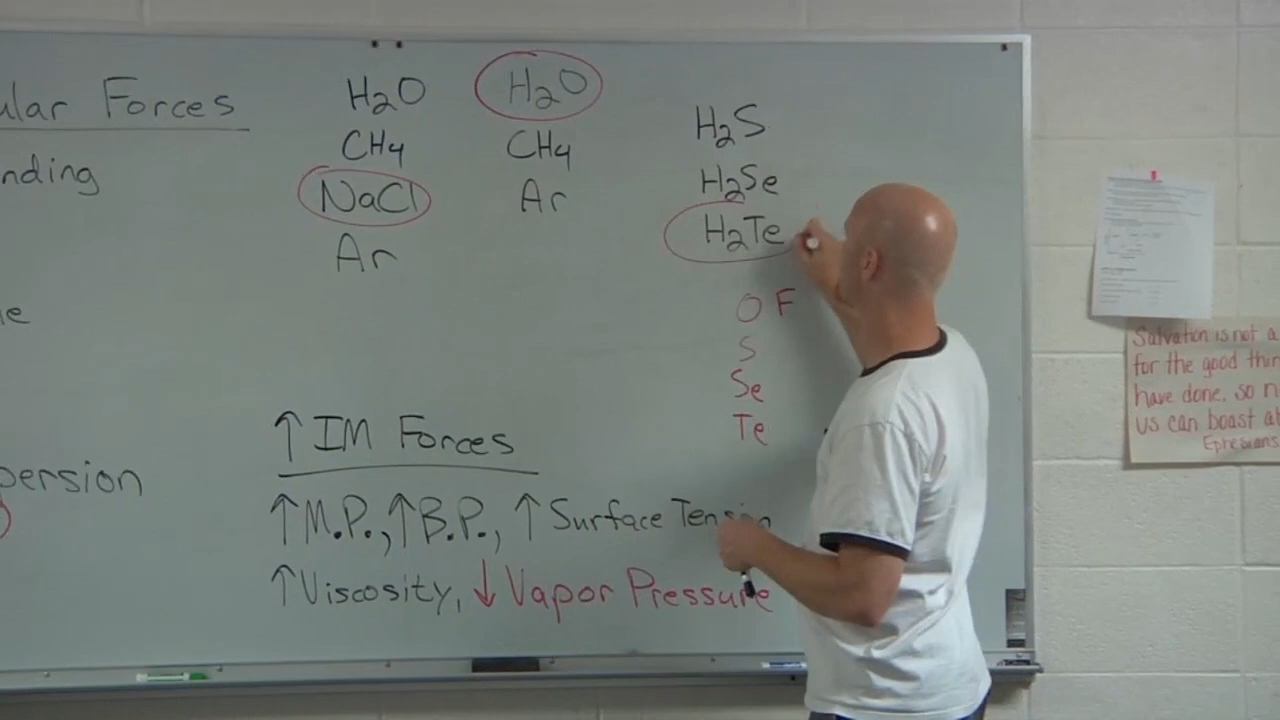 ular Forces
nding
e
persion
H2O
CH4
NaCl
Ar
H2O
CH4
Ar
H2S
H2Se
H2Te
O F
S
Se
Te
↑ IM Forces
↑ M.P., ↑ B.P., ↑ Surface Tension
↑ Viscosity, ↓ Vapor Pressure
Salvation is not a
for the good thin
have done, so n
us can boast a
Ephesians